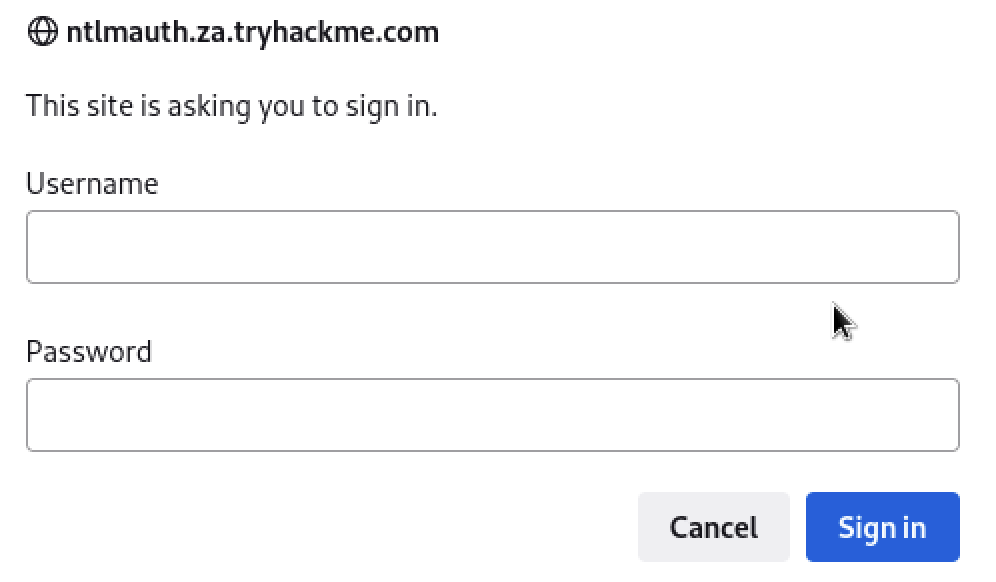 ntlmauth.za.tryhackme.com
This site is asking you to sign in.
Username
Password
Cancel Sign in